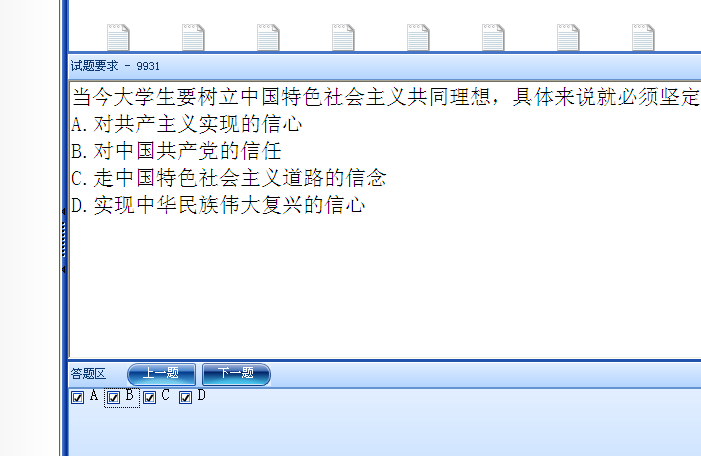 试题要求 - 9931
当今大学生要树立中国特色社会主义共同理想，具体来说就必须坚定
A.对共产主义实现的信心
B.对中国共产党的信任
C.走中国特色社会主义道路的信念
D.实现中华民族伟大复兴的信心
答题区 上一题 下一题
A B C D